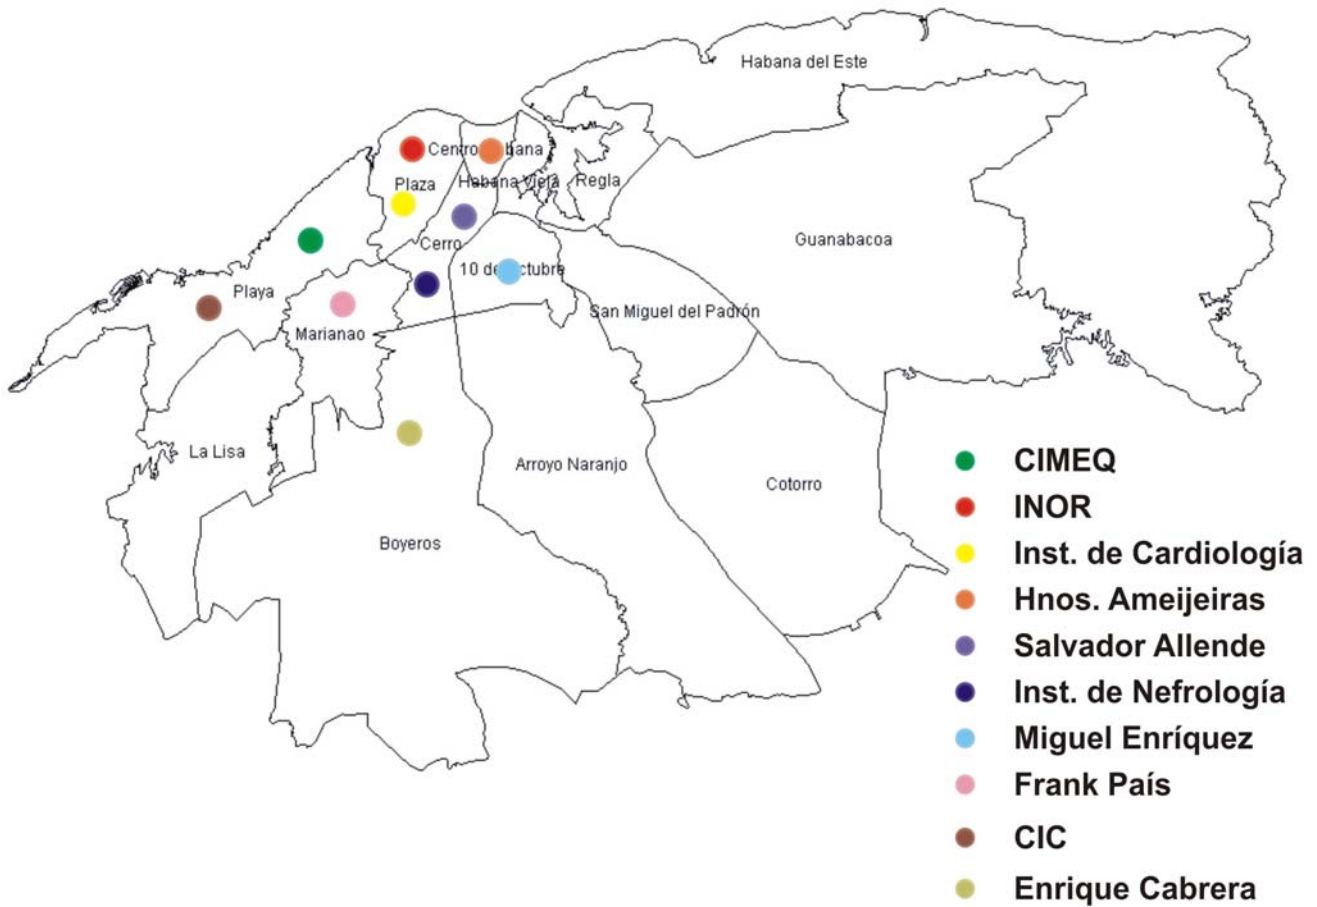 Habana del Este
Centro bana
Plaza
Habana Vieja
Regla
Cerro
Guanabacoa
10 de ctubre
Playa
San Miguel del Padrón
Marianao
La Lisa
Arroyo Naranjo
Cotorro
Boyeros
CIMEQ
INOR
Inst. de Cardiología
Hnos. Ameijeiras
Salvador Allende
Inst. de Nefrología
Miguel Enríquez
Frank País
CIC
Enrique Cabrera